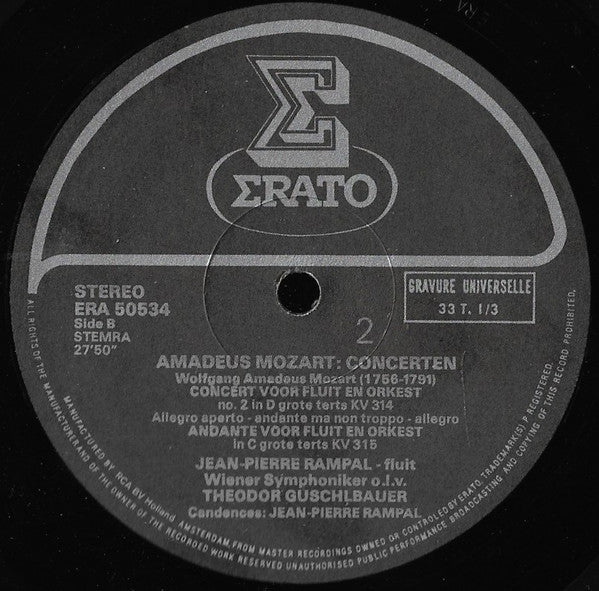 Σ
ΣRATO
STEREO
ERA 50534
Side B
STEMRA
27'50"
GRAVURE UNIVERSELLE
33 T. 1/3
2
AMADEUS MOZART: CONCERTEN
Wolfgang Amadeus Mozart (1756-1791)
CONCERT VOOR FLUIT EN ORKEST
no. 2 in D grote terts KV 314
Allegro aperto - andante ma non troppo - allegro
ANDANTE VOOR FLUIT EN ORKEST
in C grote terts KV 315
JEAN-PIERRE RAMPAL - fluit
Wiener Symphoniker o.l.v.
THEODOR GUSCHLBAUER
Candences: JEAN-PIERRE RAMPAL
MANUFACTURED BY RCA BV Holland AMSTERDAM, FROM MASTER RECORDINGS OWNED OR CONTROLED BY ERATO, TRADEMARK(S) REGISTERED.
ALL RIGHTS OF THE MANUFACTURER AND OF THE OWNER OF THE RECORDED WORK RESERVED UNAUTHORISED PUBLIC PERFORMANCE BROADCASTING AND COPYING OF THIS RECORD PROHIBITED.